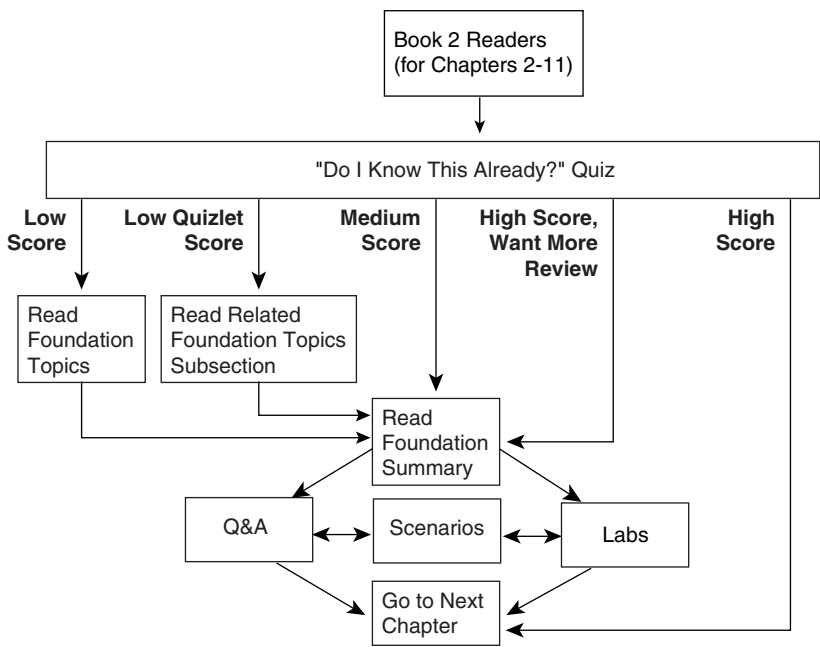 Book 2 Readers
(for Chapters 2-11)
"Do I Know This Already?" Quiz
Low
Score
Low Quizlet
Score
Medium
Score
High Score,
Want More
Review
High
Score
Read
Foundation
Topics
Read Related
Foundation Topics
Subsection
Read
Foundation
Summary
Q&A
Scenarios
Labs
Go to Next
Chapter